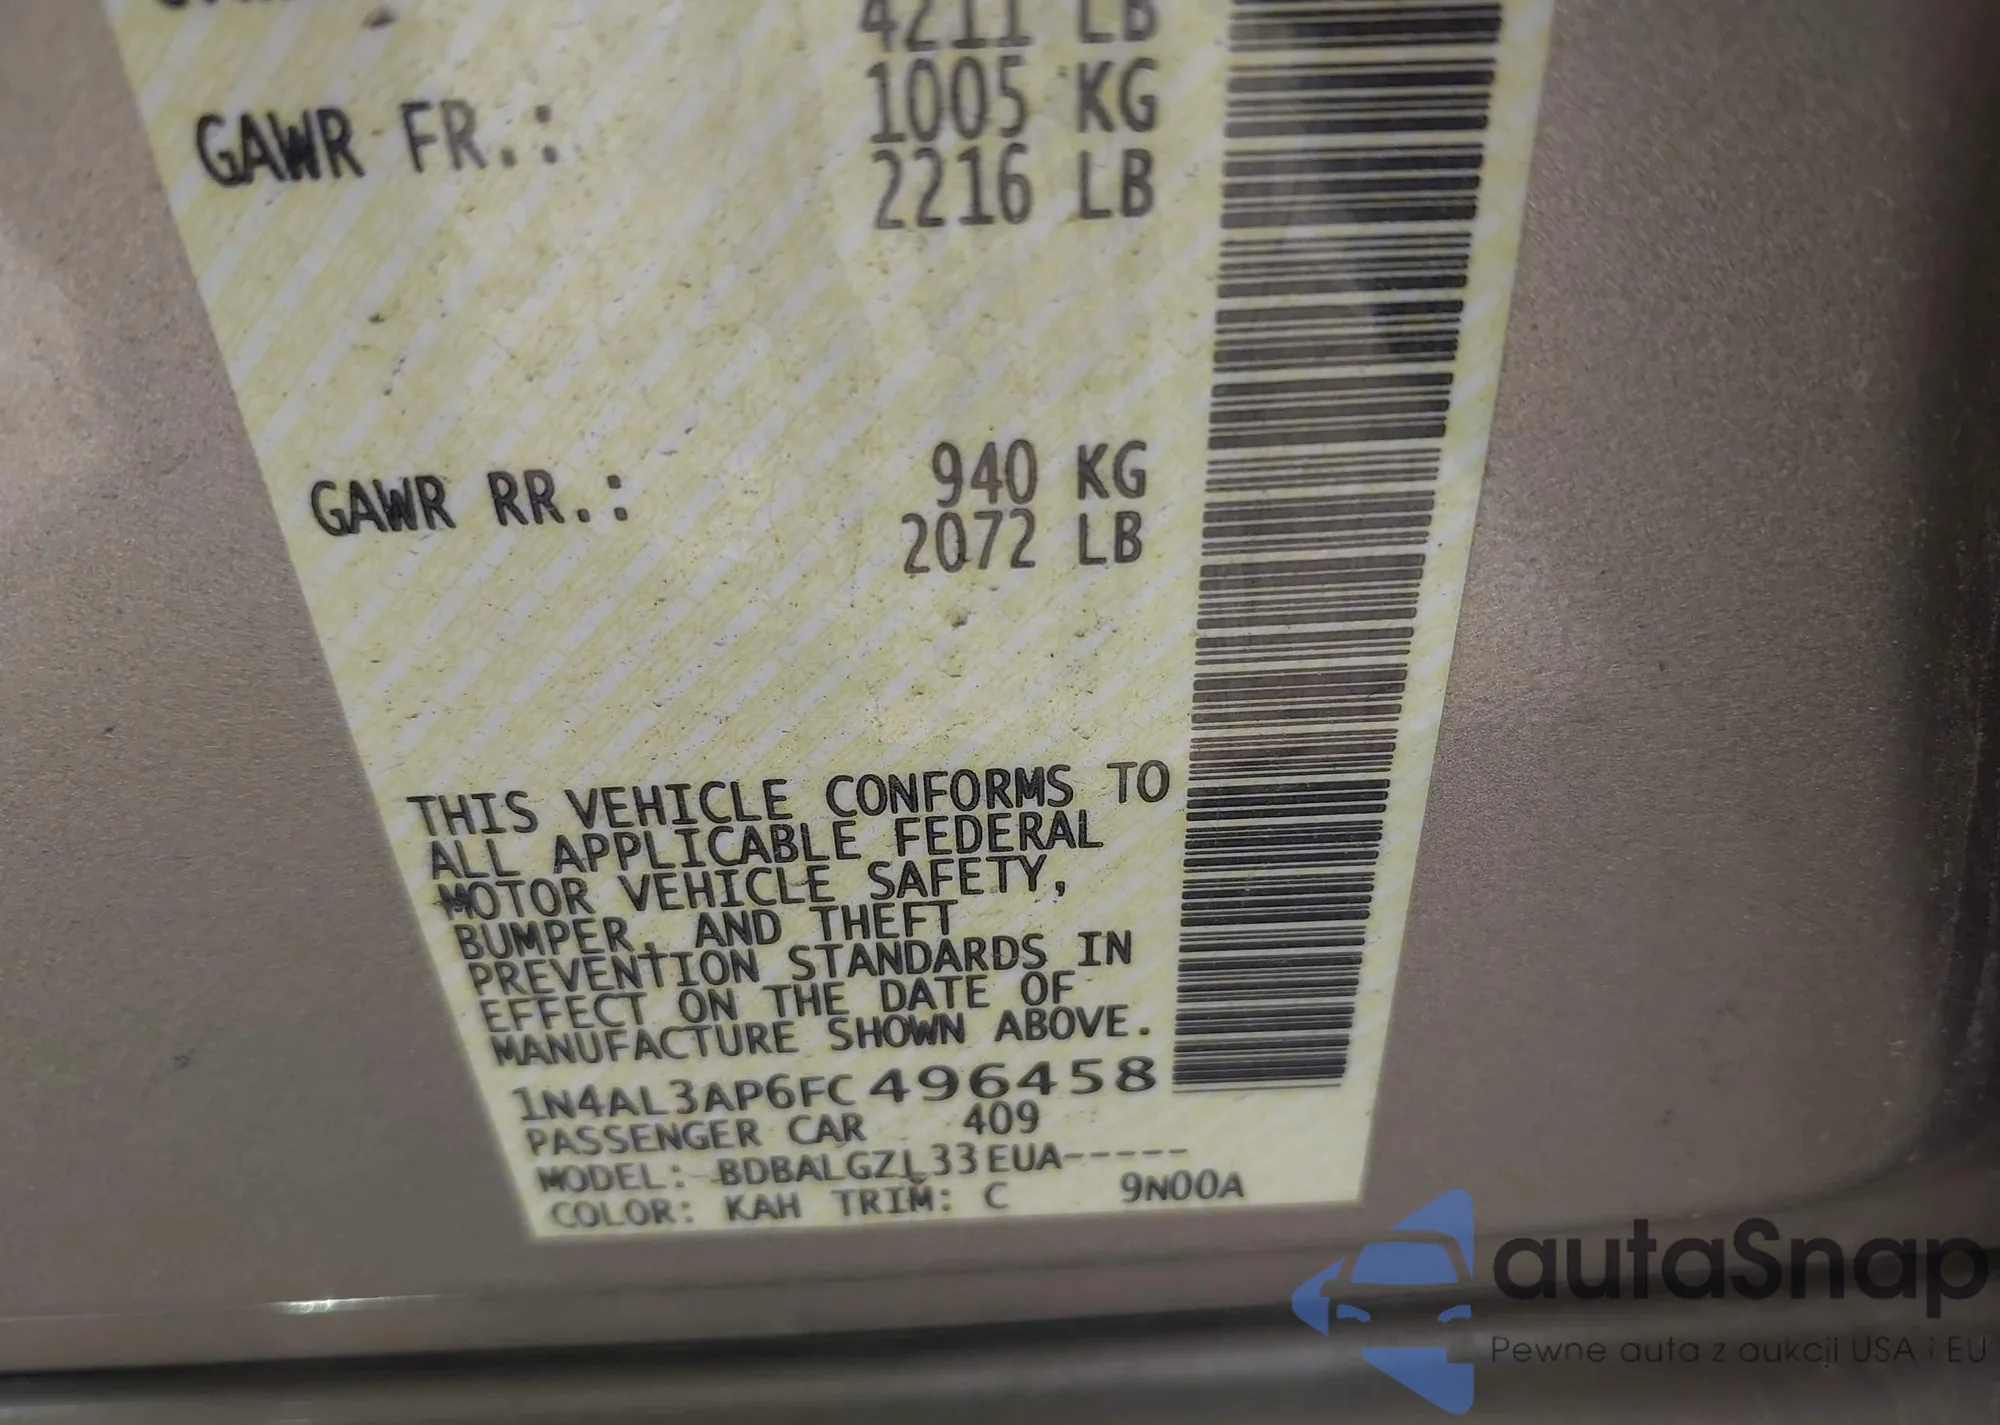 4211 LB
GAWR FR.: 1005 KG
2216 LB
GAWR RR.: 940 KG
2072 LB
THIS VEHICLE CONFORMS TO
ALL APPLICABLE FEDERAL
MOTOR VEHICLE SAFETY,
BUMPER, AND THEFT
PREVENTION STANDARDS IN
EFFECT ON THE DATE OF
MANUFACTURE SHOWN ABOVE.
1N4AL3AP6FC496458
PASSENGER CAR 409
MODEL: BDBALGZL33EUA-----
COLOR: KAH TRIM: C 9N00A
autaSnap
Pewne auta z aukcji USA i EU